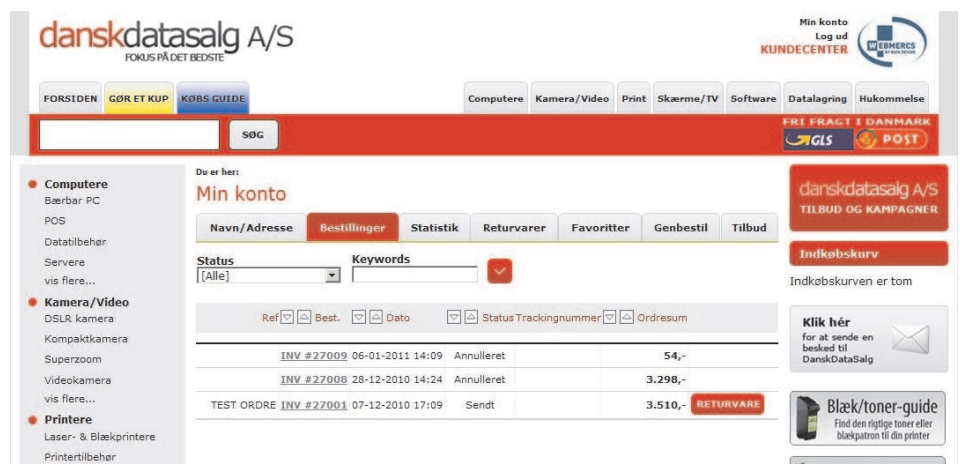 danskdatasalg A/S
FOKUS PÅ DET BEDSTE
Min konto
Log ud
KUNDECENTER
WEBMERCS
FORSIDEN GØR ET KUP KØBS GUIDE Computere Kamera/Video Print Skærme/TV Software Datalagring Hukommelse
SØG
FRI FRAGT I DANMARK
GLS POST
Computere
Bærbar PC
POS
Datatilbehør
Servere
vis flere...
Kamera/Video
DSLR kamera
Kompaktkamera
Superzoom
Videokamera
vis flere...
Printere
Laser- & Blækprintere
Printertilbehør
Du er her:
Min konto
Navn/Adresse Bestillinger Statistik Returvarer Favoritter Genbestil Tilbud
Status Keywords
[Alle]
Ref Best. Dato Status Trackingnummer Ordresum
INV #27009 06-01-2011 14:09 Annulleret 54,-
INV #27008 28-12-2010 14:24 Annulleret 3.298,-
TEST ORDRE INV #27001 07-12-2010 17:09 Sendt 3.510,- RETURVARE
danskdatasalg A/S
TILBUD OG KAMPAGNER
Indkøbskurv
Indkøbskurven er tom
Klik hér
for at sende en
besked til
DanskDataSalg
Blæk/toner-guide
Find den rigtige toner eller
blækpatron til din printer